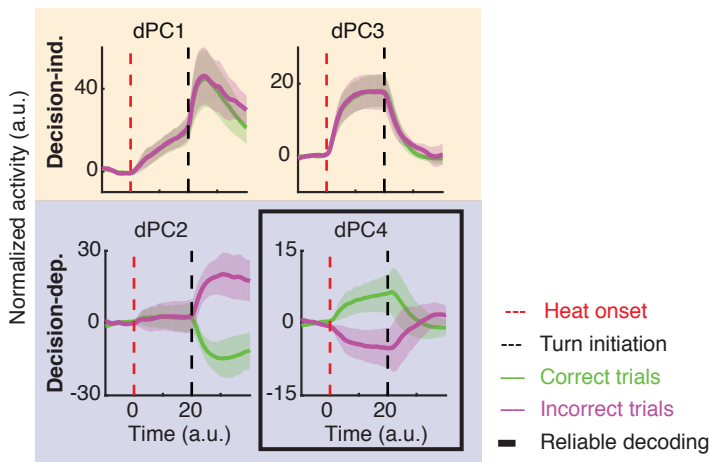 dPC1
dPC3
Decision-ind.
40
0
20
0
Normalized activity (a.u.)
dPC2
dPC4
Decision-dep.
30
0
-30
15
0
-15
0
20
0
20
Time (a.u.)
Time (a.u.)
--- Heat onset
--- Turn initiation
Correct trials
Incorrect trials
Reliable decoding